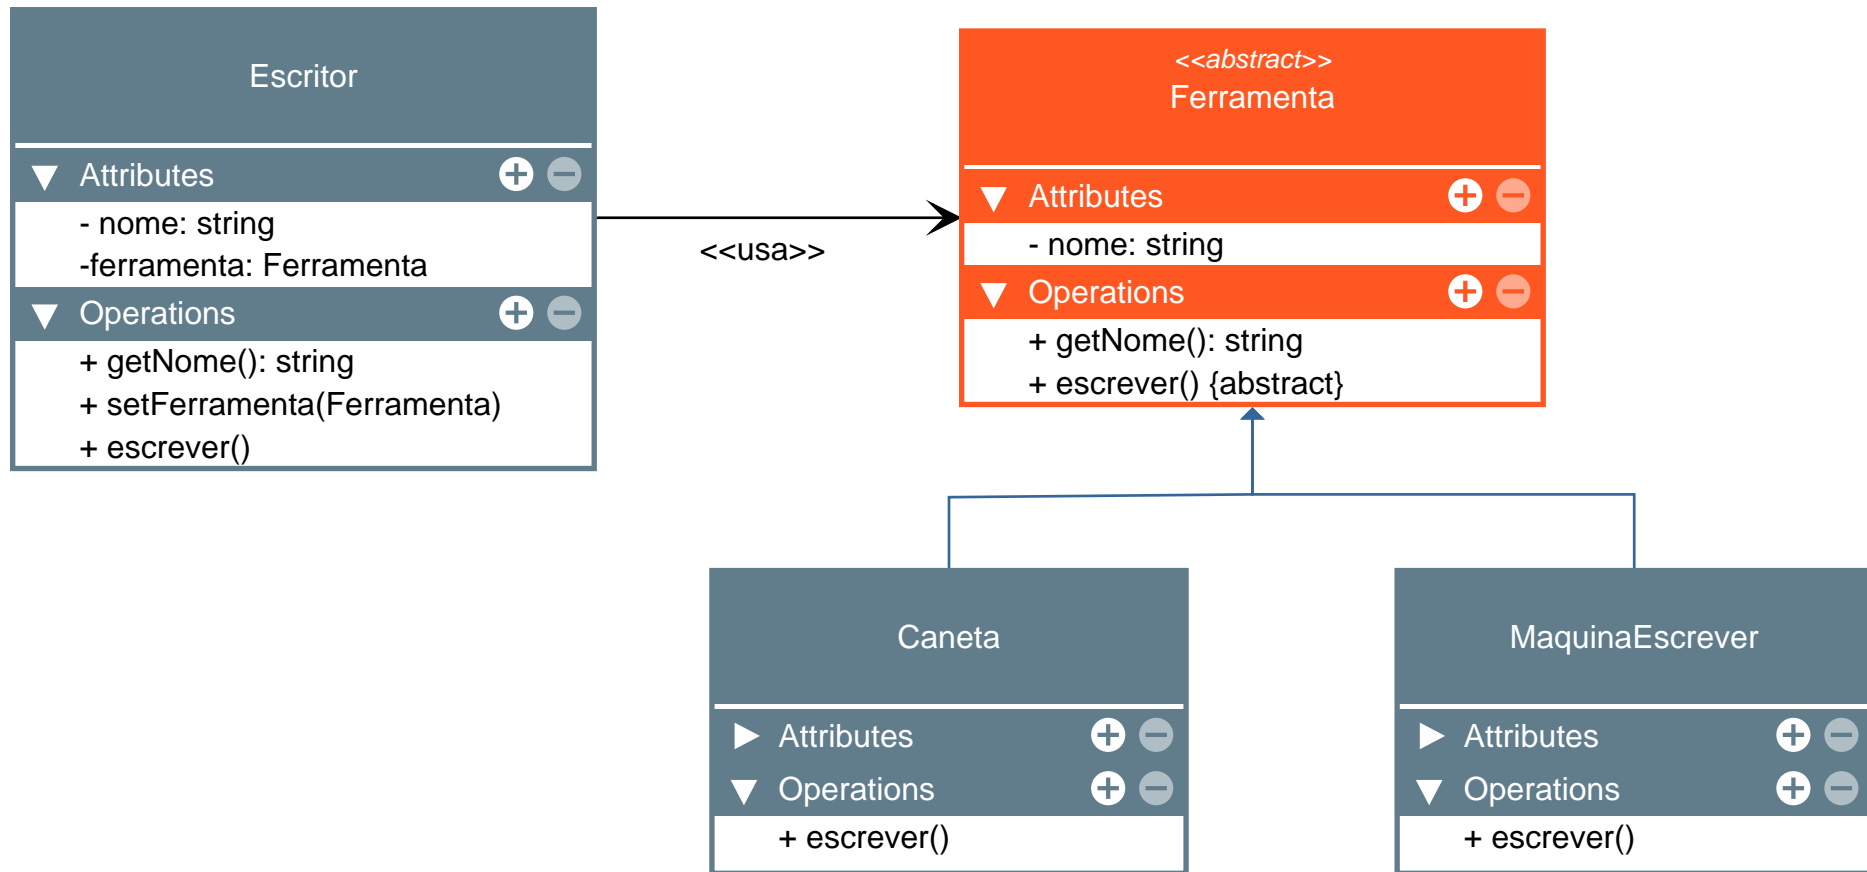 Escritor
Attributes
- nome: string
-ferramenta: Ferramenta
Operations
+ getNome(): string
+ setFerramenta(Ferramenta)
+ escrever()
<<usa>>
<<abstract>>
Ferramenta
Attributes
- nome: string
Operations
+ getNome(): string
+ escrever() {abstract}
Caneta
Attributes
Operations
+ escrever()
MaquinaEscrever
Attributes
Operations
+ escrever()